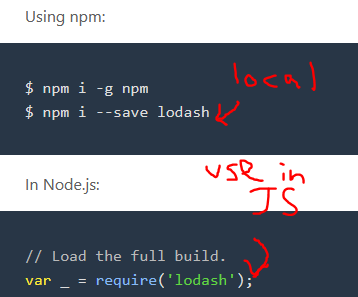 Using npm:
$ npm i -g npm
local
$ npm i --save lodash
In Node.js:
use in
JS
// Load the full build.
var _ = require('lodash');